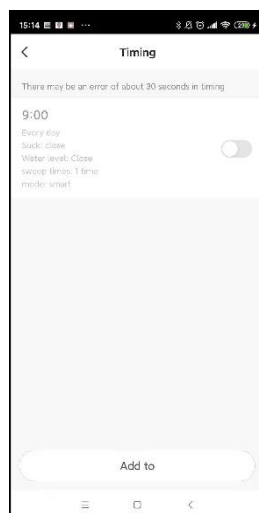 15:14
Timing
There may be an error of about 30 seconds in timing
9:00
Every day
Suck: close
Water level: Close
sweep times: 1 time
mode: smart
Add to